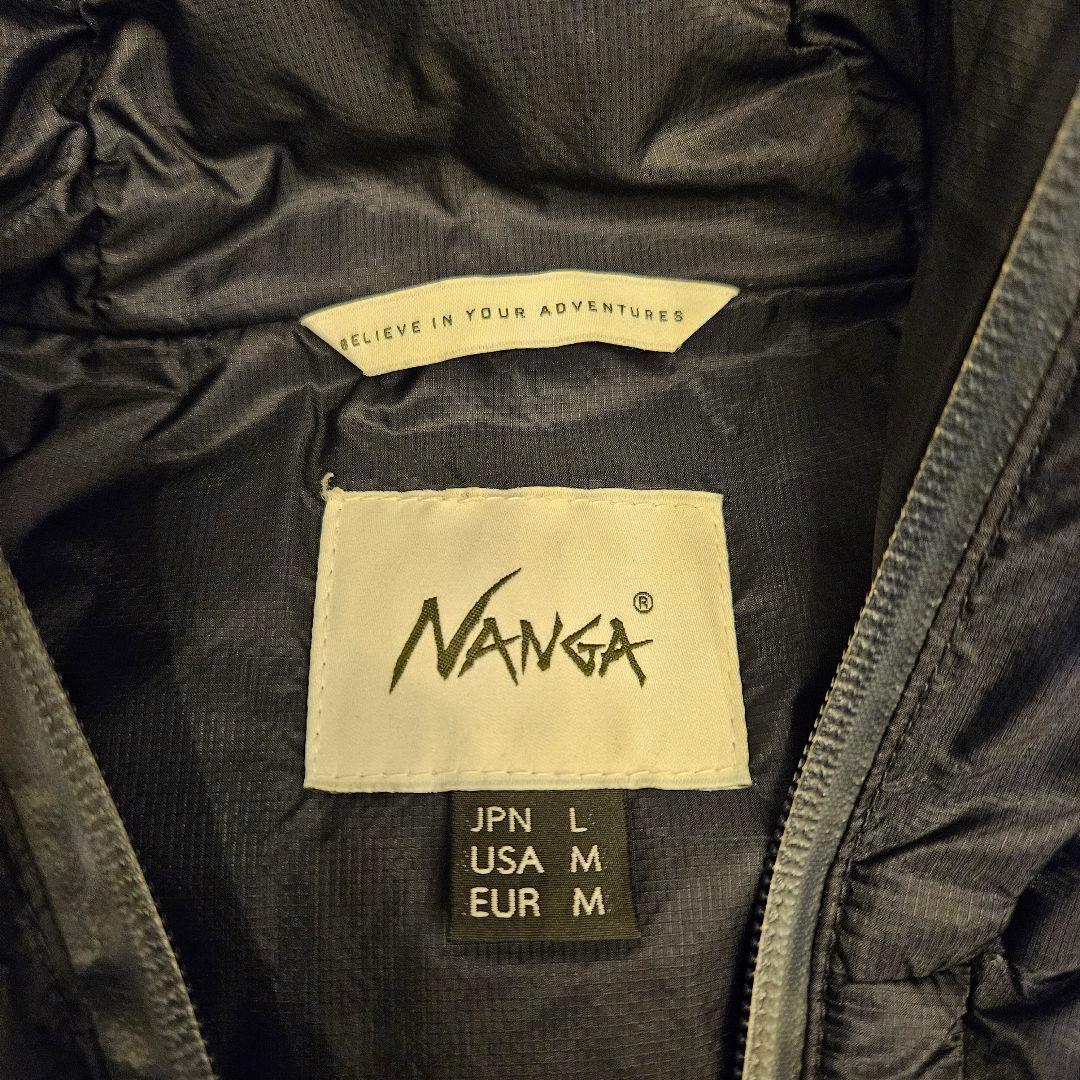 BELIEVE IN YOUR ADVENTURES
NANGA®
JPN L
USA M
EUR M